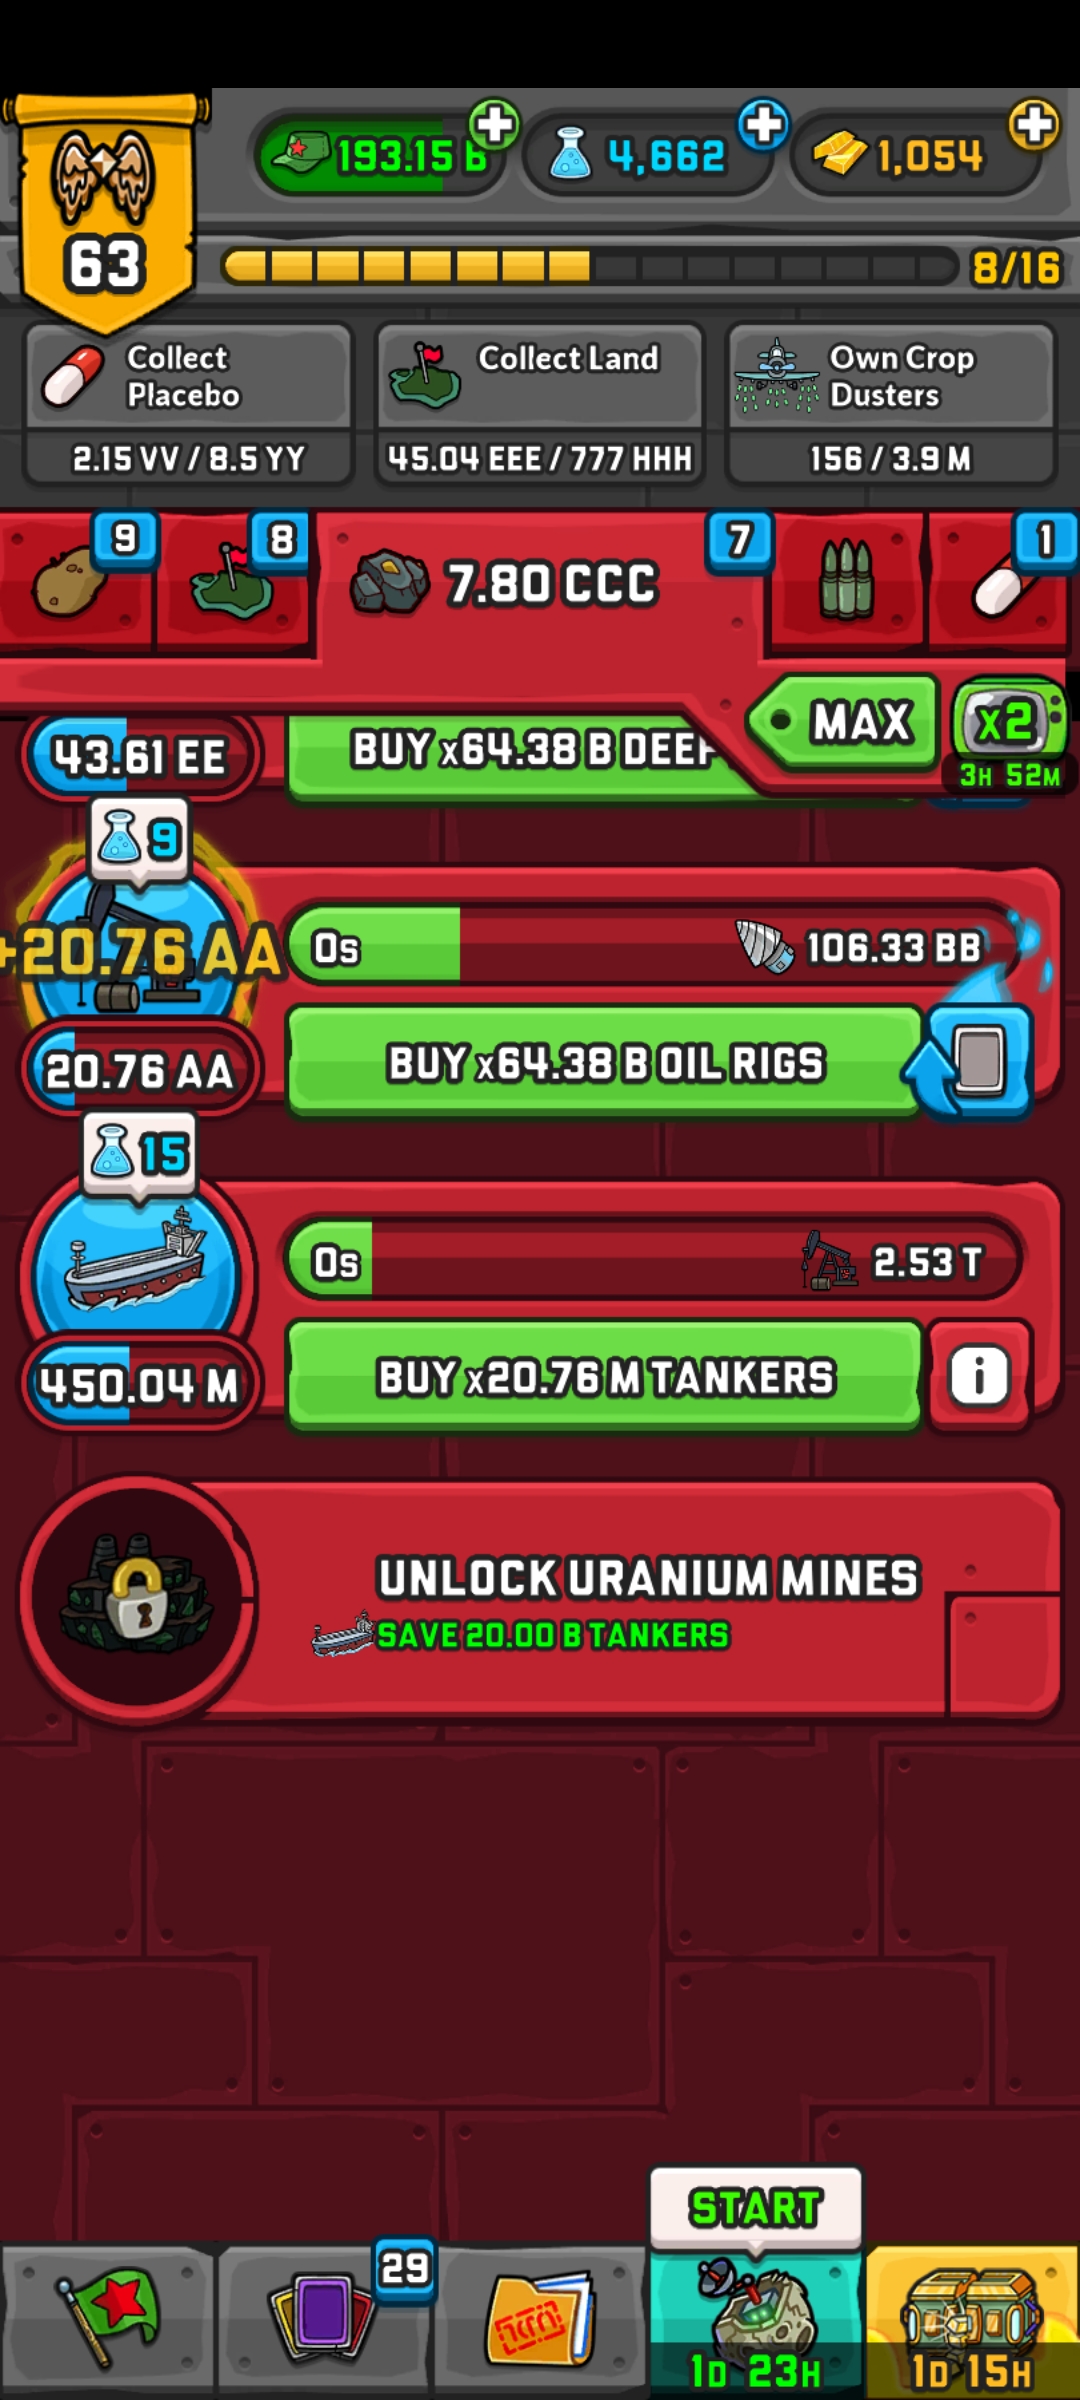 193.15 B
4,662
1,054
63
8/16
Collect
Placebo
2.15 VV / 8.5 YY
Collect Land
45.04 EEE / 777 HHH
Own Crop
Dusters
156 / 3.9 M
9
8
7.80 CCC
7
1
MAX
x2
3H 52M
43.61 EE
BUY x64.38 B DEEP
9
+20.76 AA
0s
106.33 BB
20.76 AA
BUY x64.38 B OIL RIGS
15
0s
2.53 T
450.04 M
BUY x20.76 M TANKERS
i
UNLOCK URANIUM MINES
SAVE 20.00 B TANKERS
START
29
1D 23H
1D 15H